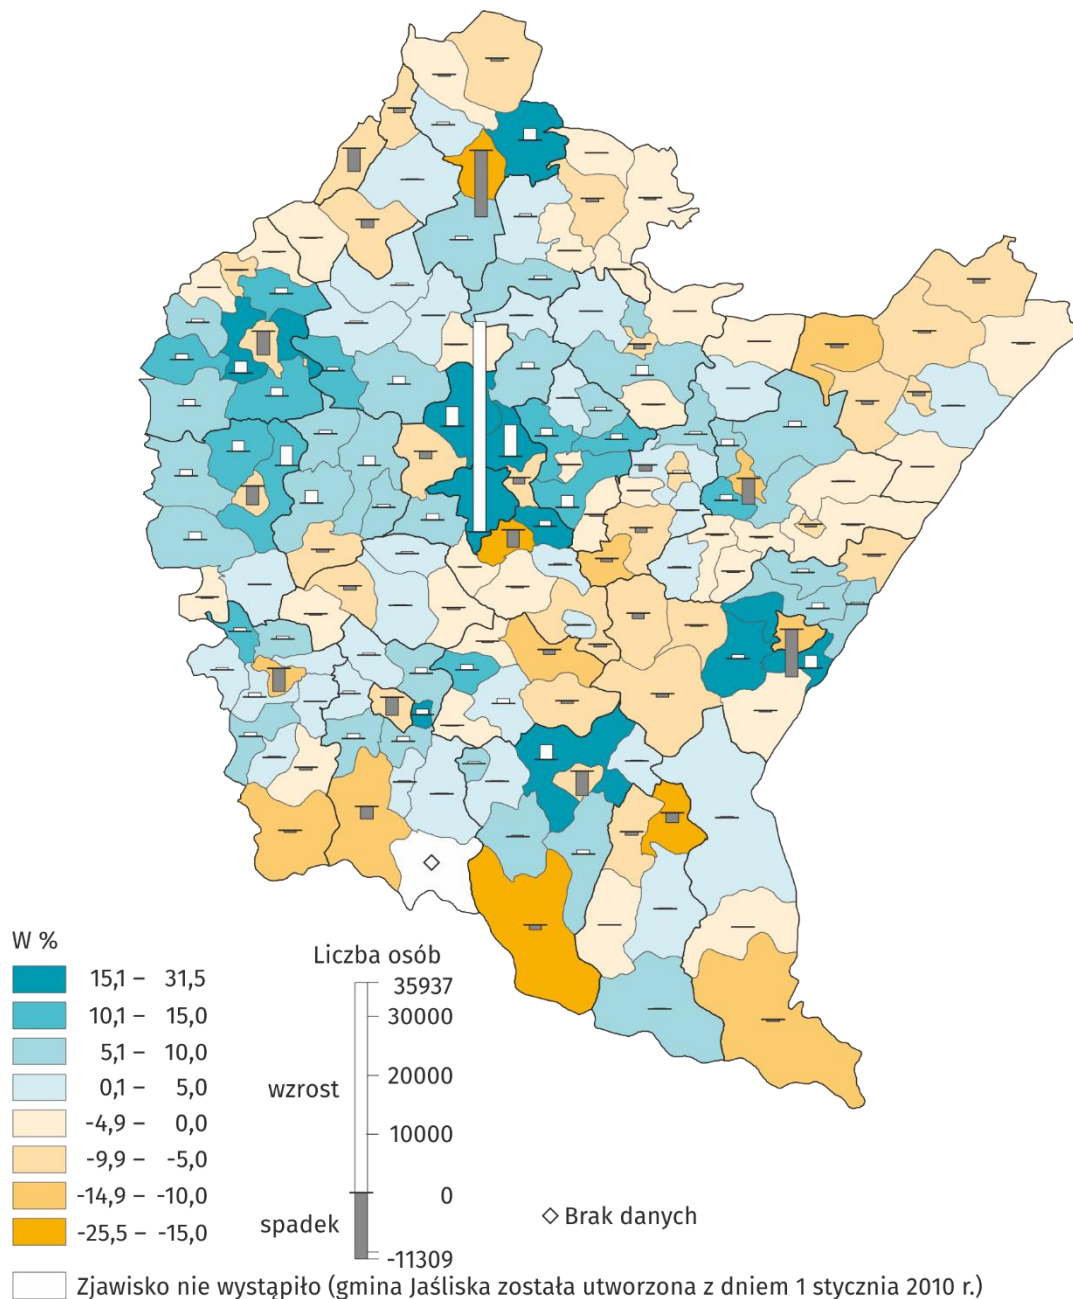 W %
15,1 – 31,5
10,1 – 15,0
5,1 – 10,0
0,1 – 5,0
-4,9 – 0,0
-9,9 – -5,0
-14,9 – -10,0
-25,5 – -15,0
Liczba osób
35937
30000
20000
wzrost
10000
0
spadek
-11309
Brak danych
Zjawisko nie wystąpiło (gmina Jaśliska została utworzona z dniem 1 stycznia 2010 r.)